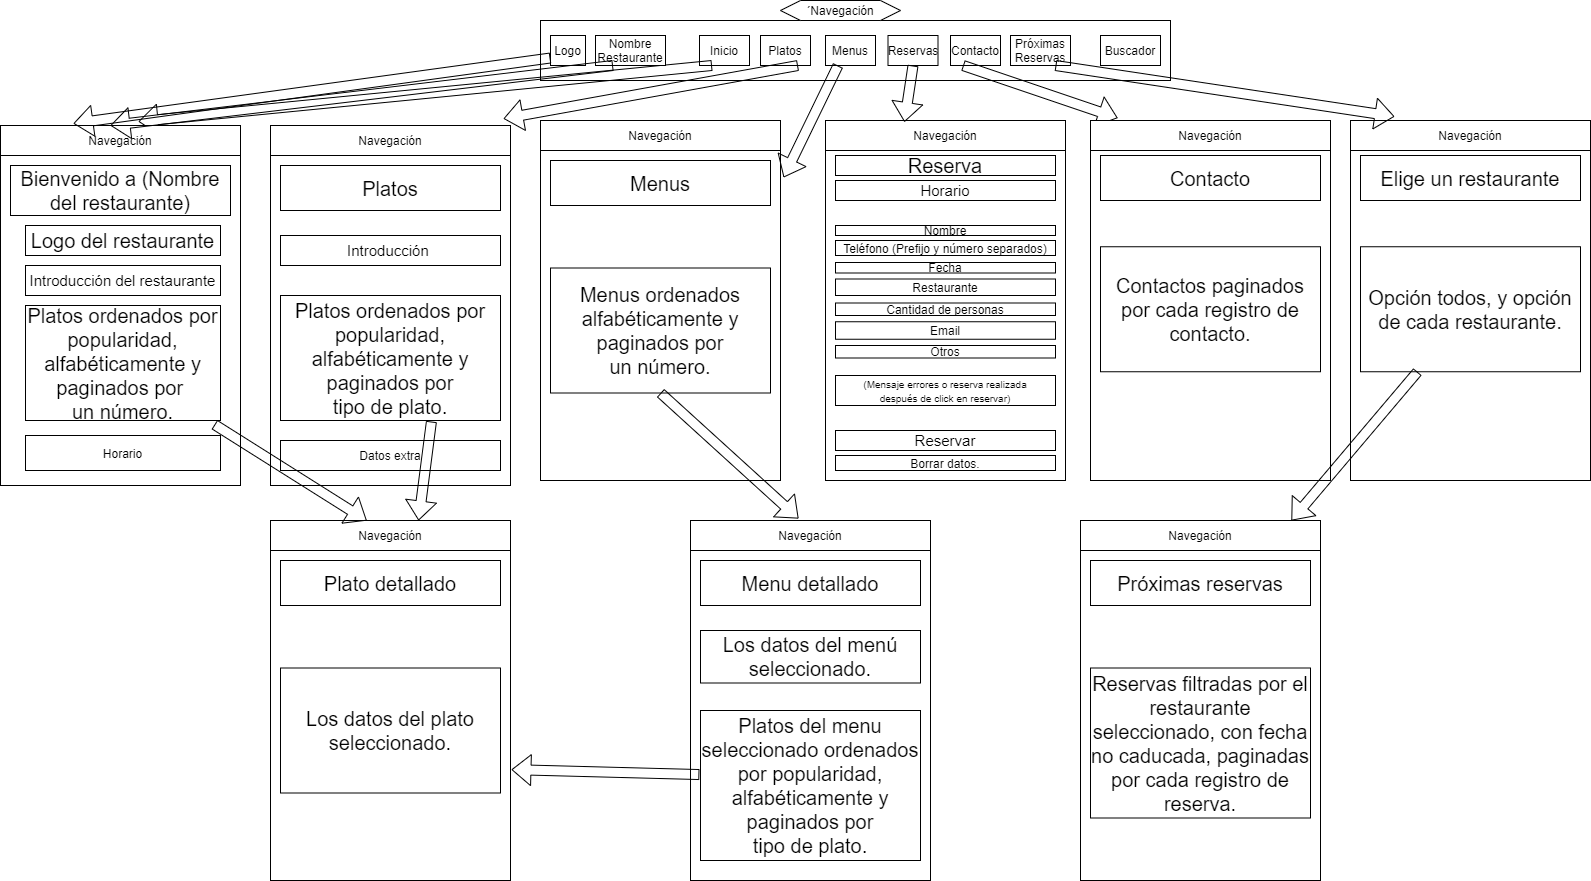 ´Navegación
Logo
Nombre
Restaurante
Inicio
Platos
Menus
Reservas
Contacto
Próximas
Reservas
Buscador
Navegación
Bienvenido a (Nombre
del restaurante)
Logo del restaurante
Introducción del restaurante
Platos ordenados por
popularidad,
alfabéticamente y
paginados por
un número.
Horario
Navegación
Platos
Introducción
Platos ordenados por
popularidad,
alfabéticamente y
paginados por
tipo de plato.
Datos extra
Navegación
Menus
Menus ordenados
alfabéticamente y
paginados por
un número.
Navegación
Reserva
Horario
Nombre
Teléfono (Prefijo y número separados)
Fecha
Restaurante
Cantidad de personas
Email
Otros
(Mensaje errores o reserva realizada
después de click en reservar)
Reservar
Borrar datos.
Navegación
Contacto
Contactos paginados
por cada registro de
contacto.
Navegación
Elige un restaurante
Opción todos, y opción
de cada restaurante.
Navegación
Plato detallado
Los datos del plato
seleccionado.
Navegación
Menu detallado
Los datos del menú
seleccionado.
Platos del menu
seleccionado ordenados
por popularidad,
alfabéticamente y
paginados por
tipo de plato.
Navegación
Próximas reservas
Reservas filtradas por el
restaurante
seleccionado, con fecha
no caducada, paginadas
por cada registro de
reserva.